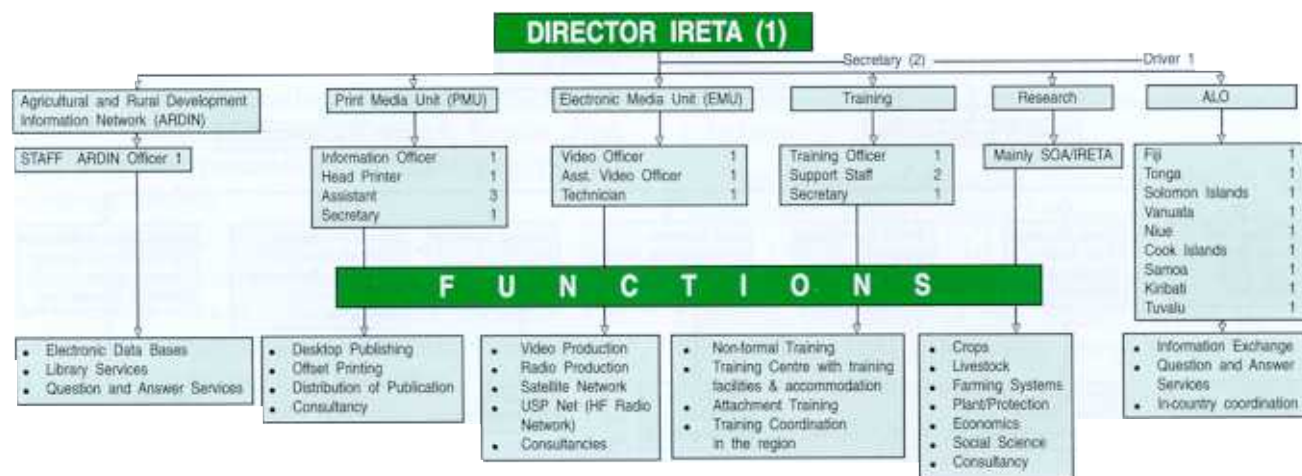 DIRECTOR IRETA (1)
Secretary (2)
Driver 1
Agricultural and Rural Development
Information Network (ARDIN)
Print Media Unit (PMU)
Electronic Media Unit (EMU)
Training
Research
ALO
STAFF ARDIN Officer 1
Information Officer 1
Head Printer 1
Assistant 3
Secretary 1
Video Officer 1
Asst. Video Officer 1
Technician 1
Training Officer 1
Support Staff 2
Secretary 1
Mainly SOA/IRETA
Fiji 1
Tonga 1
Solomon Islands 1
Vanuata 1
Niue 1
Cook Islands 1
Samoa 1
Kiribati 1
Tuvalu 1
FUNCTIONS
• Electronic Data Bases
• Library Services
• Question and Answer Services
• Desktop Publishing
• Offset Printing
• Distribution of Publication
• Consultancy
• Video Production
• Radio Production
• Satellite Network
• USP Net (HF Radio
Network)
• Consultancies
• Non-formal Training
• Training Centre with training
facilities & accommodation
• Attachment Training
• Training Coordination
in the region
• Crops
• Livestock
• Farming Systems
• Plant/Protection
• Economics
• Social Science
• Consultancy
• Information Exchange
• Question and Answer
Services
• In-country coordination